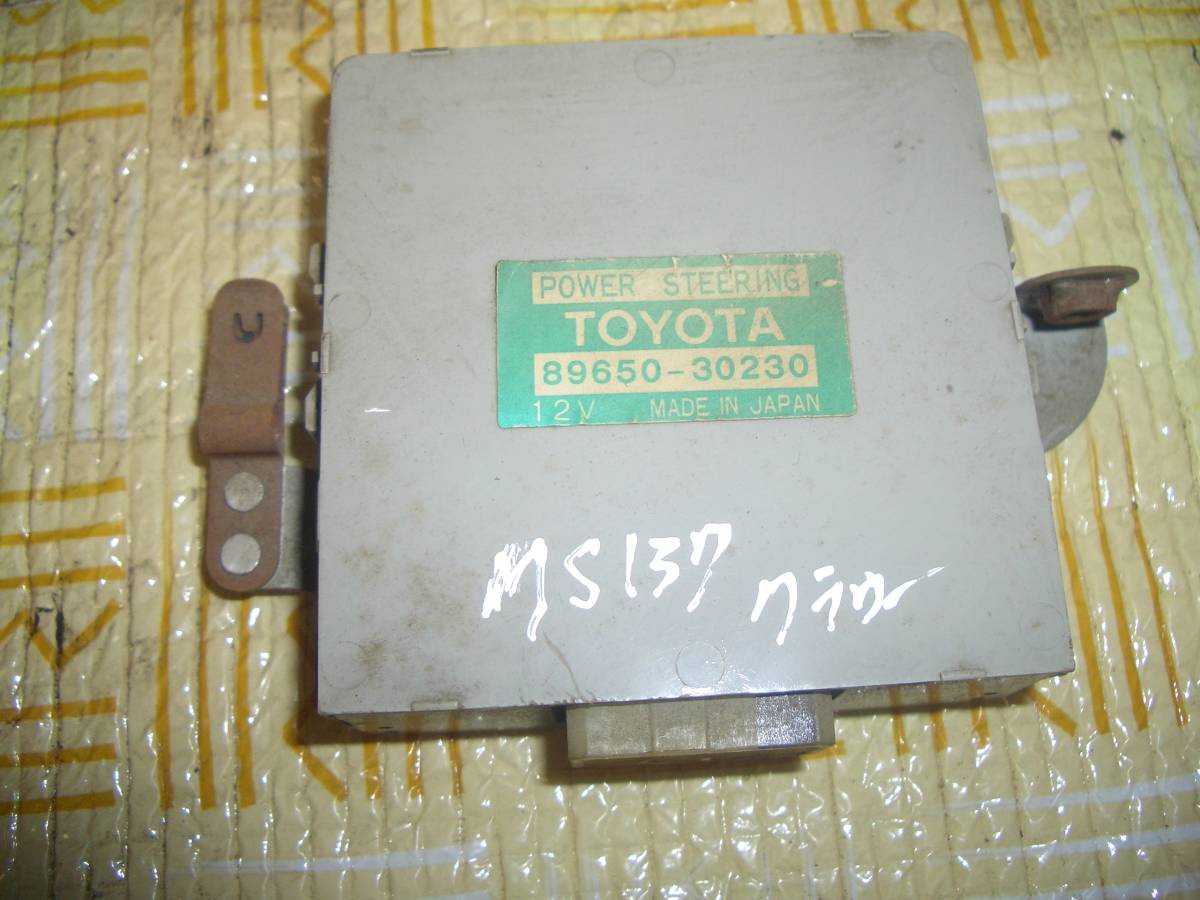 POWER STEERING
TOYOTA
89650-30230
12V MADE IN JAPAN
MS137 クラウン